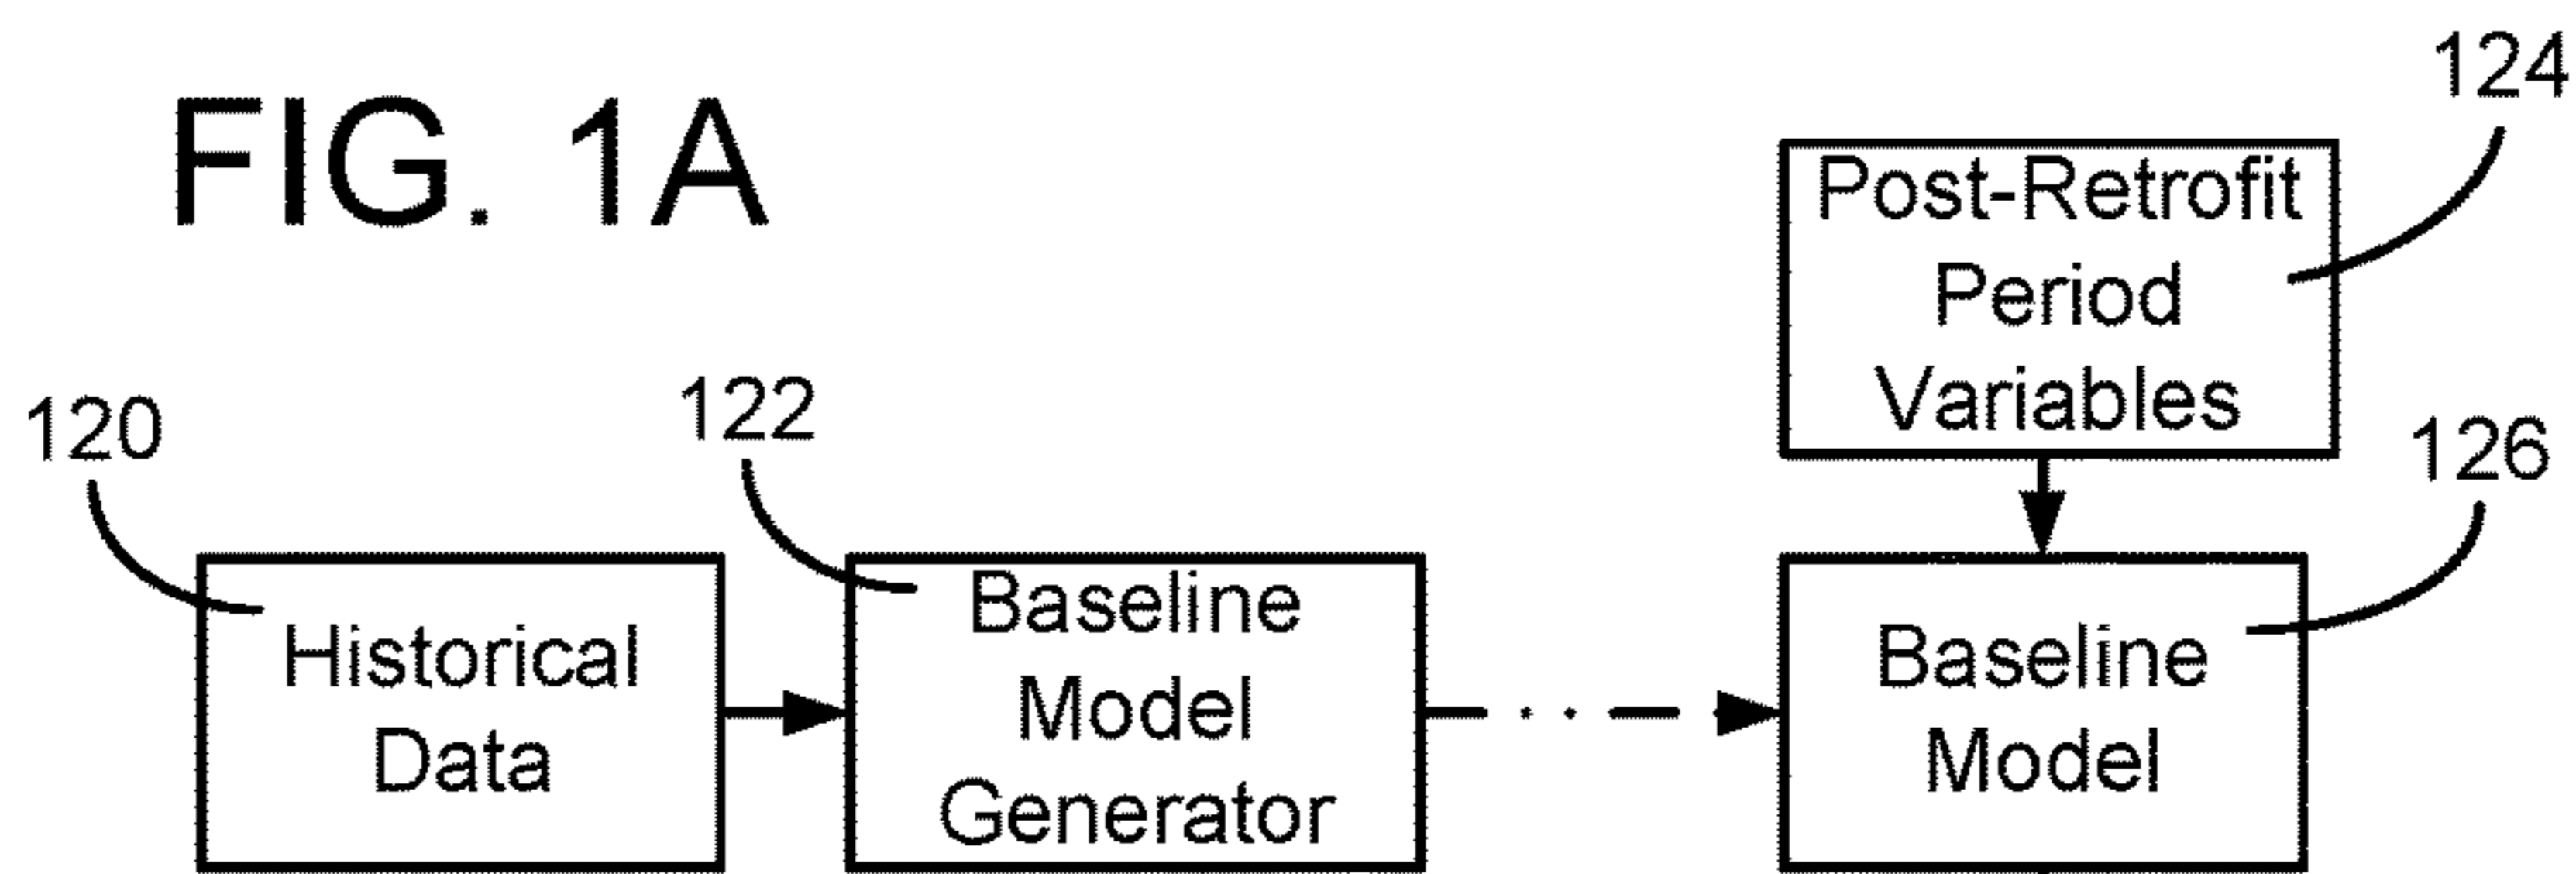 FIG. 1A
124
Post-Retrofit
Period
Variables
120
122
126
Historical
Data
Baseline
Model
Generator
Baseline
Model